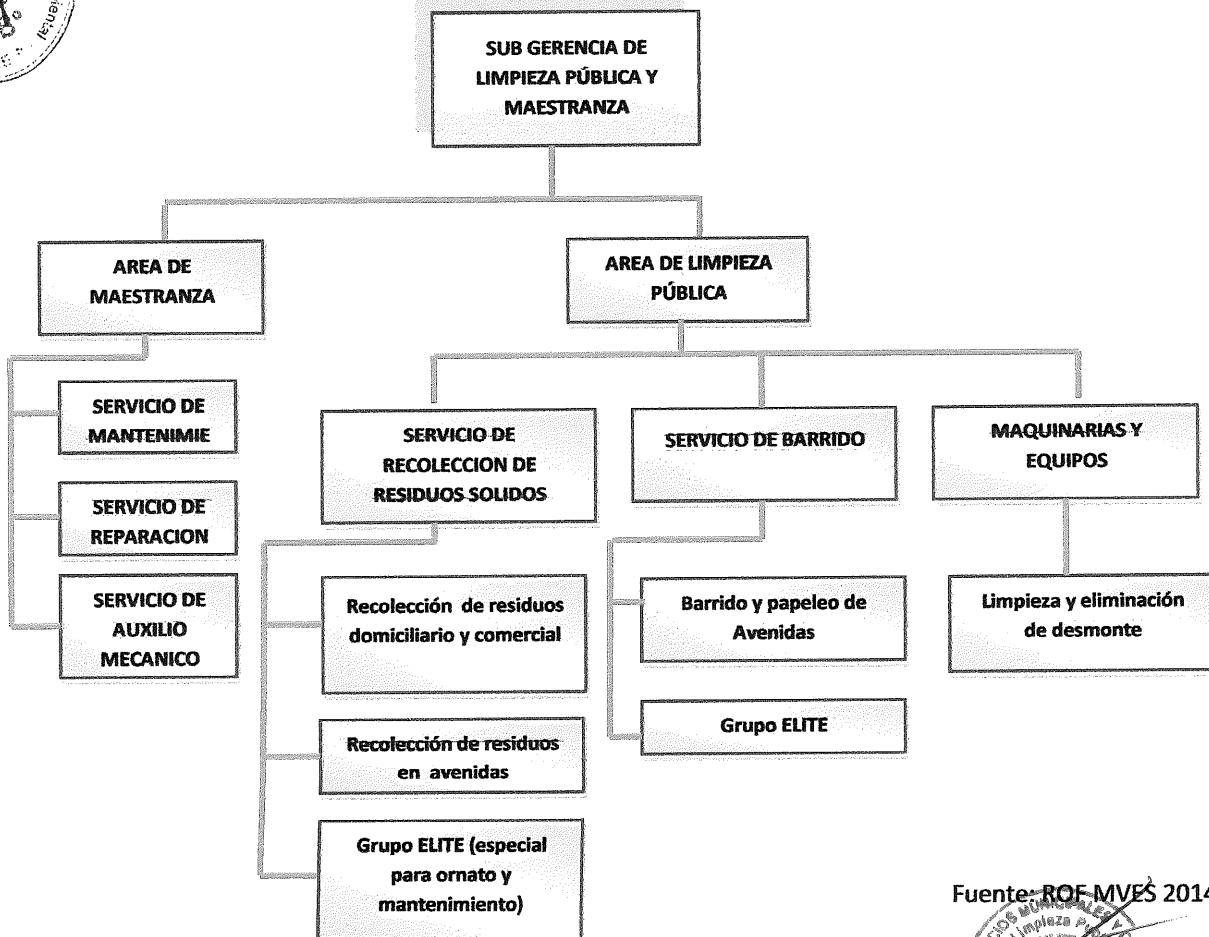 iental
SUB GERENCIA DE
LIMPIEZA PÚBLICA Y
MAESTRANZA
AREA DE
MAESTRANZA
AREA DE LIMPIEZA
PÚBLICA
SERVICIO DE
MANTENIMIE
SERVICIO DE
REPARACION
SERVICIO DE
AUXILIO
MECANICO
SERVICIO DE
RECOLECCION DE
RESIDUOS SOLIDOS
Recolección de residuos
domiciliario y comercial
Recolección de residuos
en avenidas
Grupo ELITE (especial
para ornato y
mantenimiento)
SERVICIO DE BARRIDO
Barrido y papeleo de
Avenidas
Grupo ELITE
MAQUINARIAS Y
EQUIPOS
Limpieza y eliminación
de desmonte
Fuente: ROF MVES 2014
MUNICIPALES Y
Limpieza